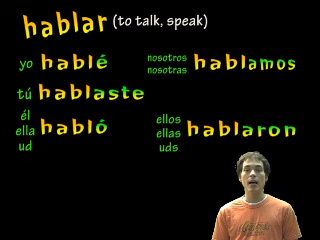 hablar (to talk, speak)
yo hablé
tú hablaste
él
ella
ud
habló
nosotros
nosotras
hablamos
ellos
ellas
uds
hablaron